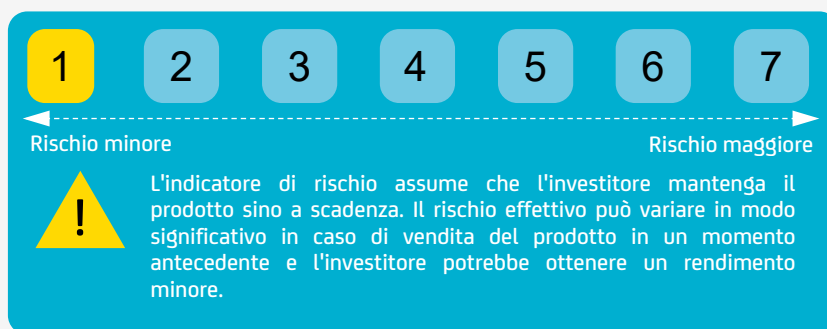 1 2 3 4 5 6 7
Rischio minore Rischio maggiore
! L'indicatore di rischio assume che l'investitore mantenga il
prodotto sino a scadenza. Il rischio effettivo può variare in modo
significativo in caso di vendita del prodotto in un momento
antecedente e l'investitore potrebbe ottenere un rendimento
minore.